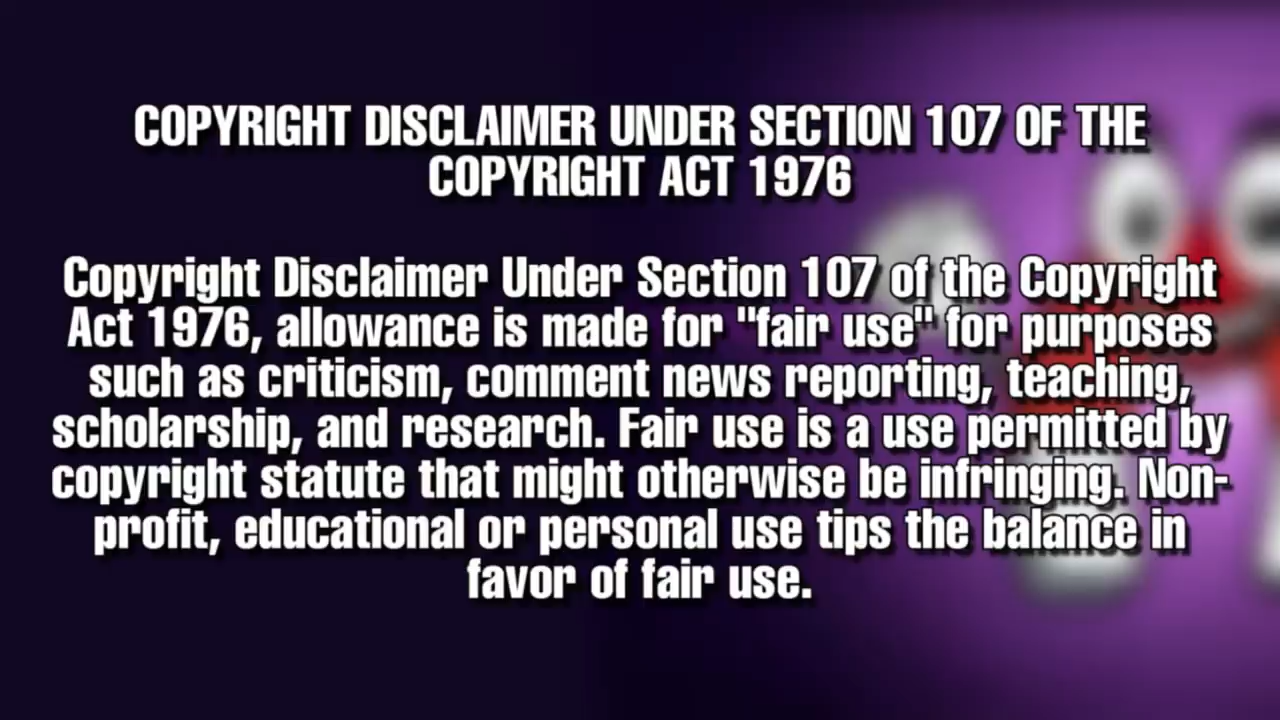 COPYRIGHT DISCLAIMER UNDER SECTION 107 OF THE
COPYRIGHT ACT 1976
Copyright Disclaimer Under Section 107 of the Copyright
Act 1976, allowance is made for "fair use" for purposes
such as criticism, comment news reporting, teaching,
scholarship, and research. Fair use is a use permitted by
copyright statute that might otherwise be infringing. Non-
profit, educational or personal use tips the balance in
favor of fair use.